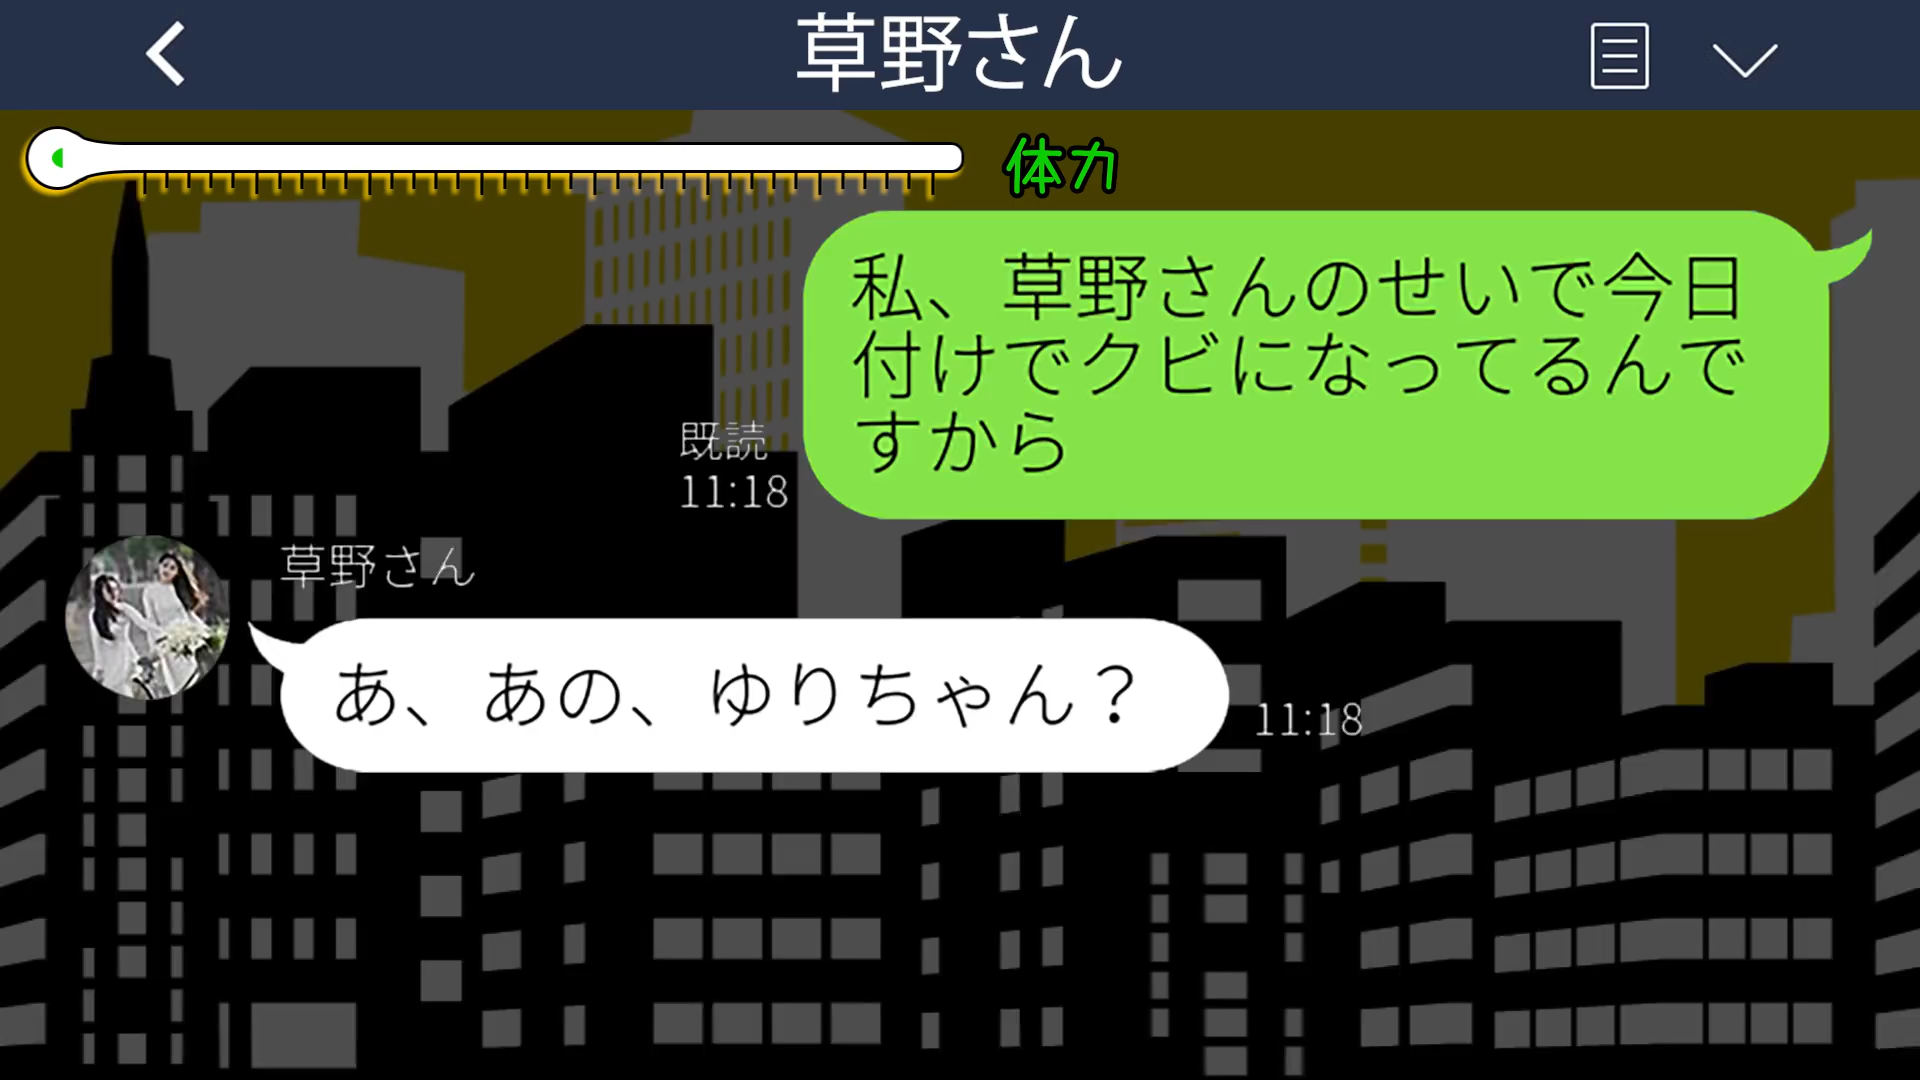 草野さん
体力
私、草野さんのせいで今日
付けでクビになってるんで
すから
既読
11:18
草野さん
あ、あの、ゆりちゃん？
11:18